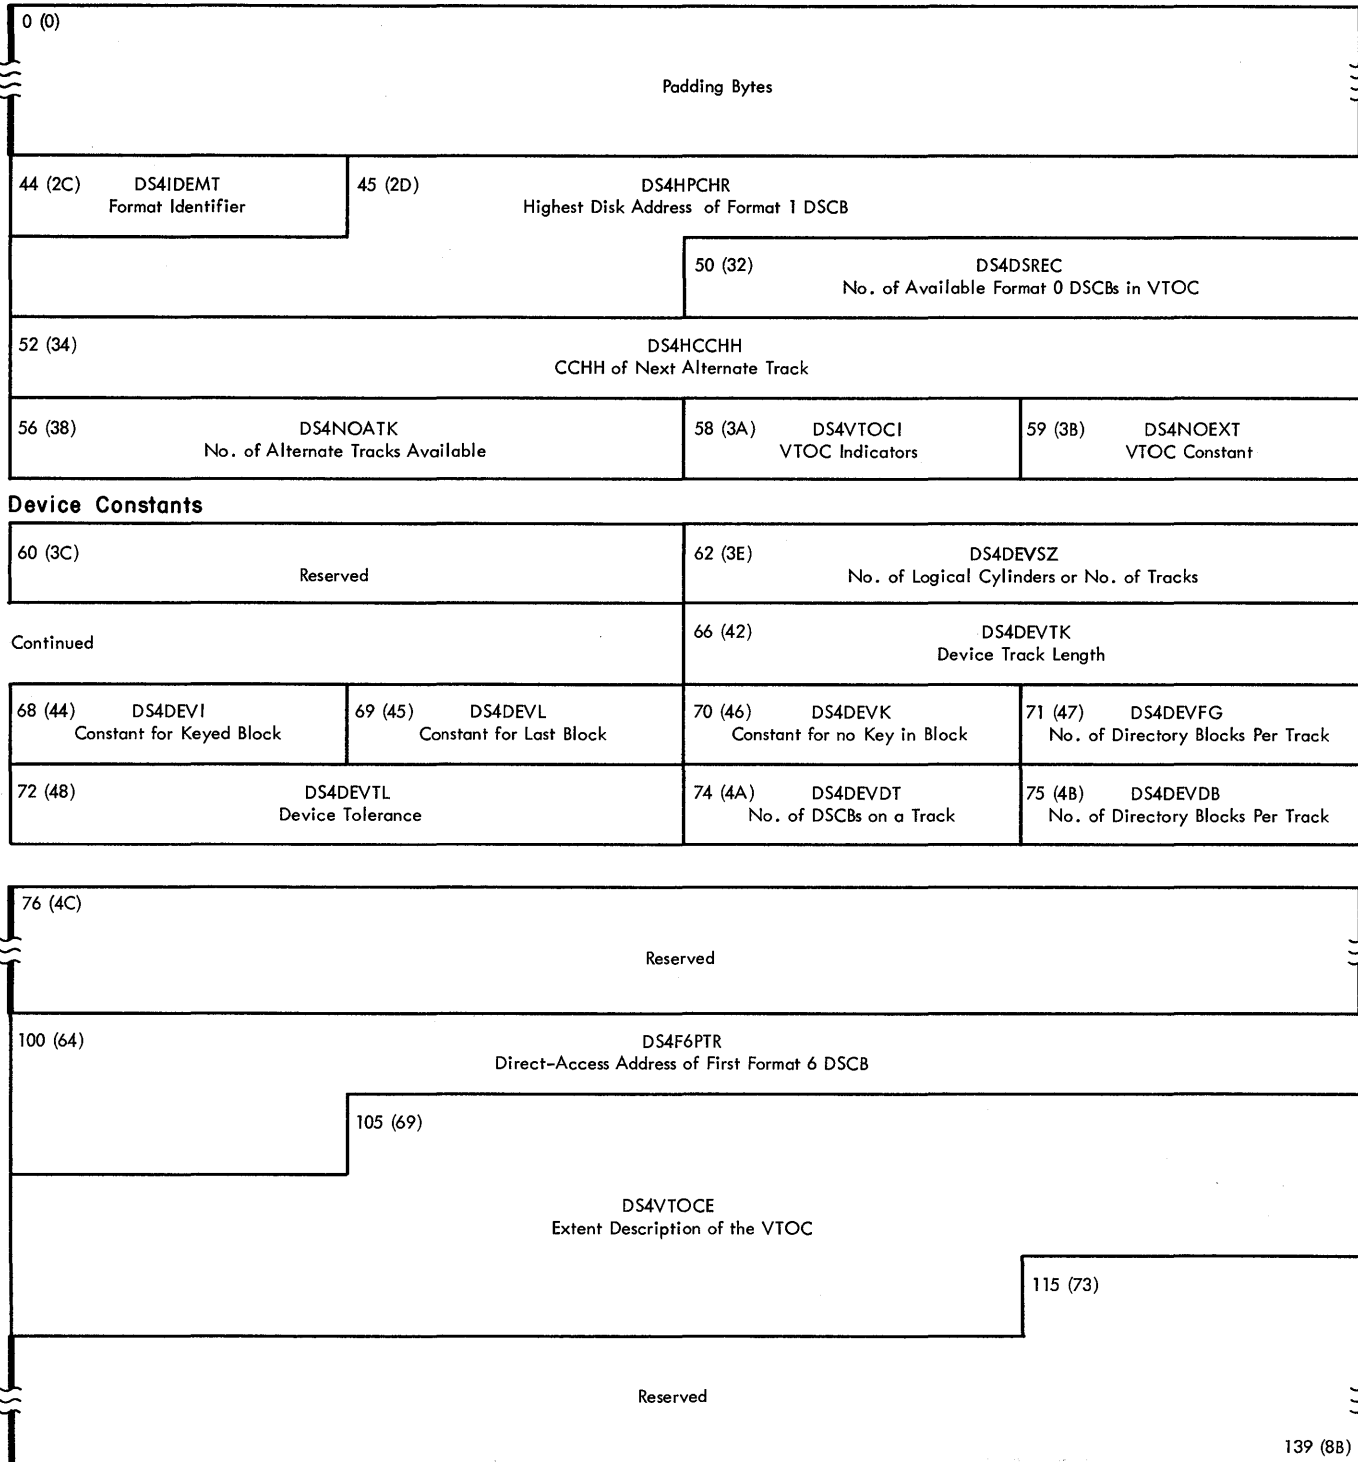 0 (0)
Padding Bytes
44 (2C) DS4IDEMT
Format Identifier
45 (2D) DS4HPCHR
Highest Disk Address of Format 1 DSCB
50 (32) DS4DSREC
No. of Available Format 0 DSCBs in VTOC
52 (34) DS4HCCHH
CCHH of Next Alternate Track
56 (38) DS4NOATK
No. of Alternate Tracks Available
58 (3A) DS4VTOCI
VTOC Indicators
59 (3B) DS4NOEXT
VTOC Constant
Device Constants
60 (3C)
Reserved
62 (3E) DS4DEVSZ
No. of Logical Cylinders or No. of Tracks
Continued
66 (42) DS4DEVTK
Device Track Length
68 (44) DS4DEVI
Constant for Keyed Block
69 (45) DS4DEVL
Constant for Last Block
70 (46) DS4DEVK
Constant for no Key in Block
71 (47) DS4DEVFG
No. of Directory Blocks Per Track
72 (48) DS4DEVTL
Device Tolerance
74 (4A) DS4DEVDT
No. of DSCBs on a Track
75 (4B) DS4DEVDB
No. of Directory Blocks Per Track
76 (4C)
Reserved
100 (64) DS4F6PTR
Direct-Access Address of First Format 6 DSCB
105 (69)
DS4VTOCE
Extent Description of the VTOC
115 (73)
Reserved
139 (8B)